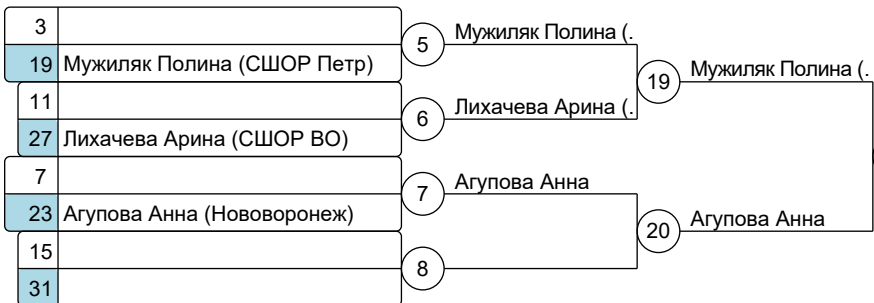 3
19 Мужиляк Полина (СШОР Петр)
11
27 Лихачева Арина (СШОР ВО)
7
23 Агупова Анна (Нововоронеж)
15
31
5 Мужиляк Полина (.
6 Лихачева Арина (.
7 Агупова Анна
8
19 Мужиляк Полина (.
20 Агупова Анна